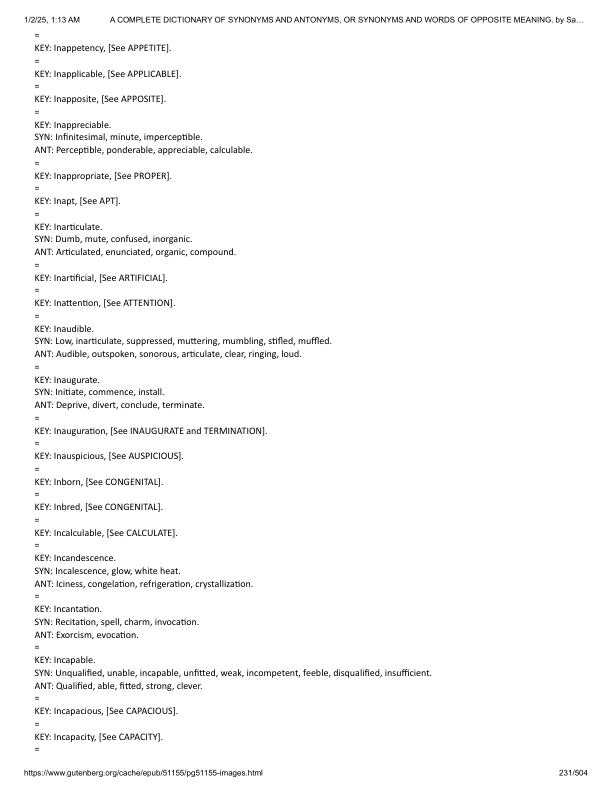 1/2/25, 1:13 AM A COMPLETE DICTIONARY OF SYNONYMS AND ANTONYMS, OR SYNONYMS AND WORDS OF OPPOSITE MEANING. by Sa…
=
KEY: Inappetency, [See APPETITE].
=
KEY: Inapplicable, [See APPLICABLE].
=
KEY: Inapposite, [See APPOSITE].
=
KEY: Inappreciable.
SYN: Infinitesimal, minute, imperceptible.
ANT: Perceptible, ponderable, appreciable, calculable.
=
KEY: Inappropriate, [See PROPER].
=
KEY: Inapt, [See APT].
=
KEY: Inarticulate.
SYN: Dumb, mute, confused, inorganic.
ANT: Articulated, enunciated, organic, compound.
=
KEY: Inartificial, [See ARTIFICIAL].
=
KEY: Inattention, [See ATTENTION].
=
KEY: Inaudible.
SYN: Low, inarticulate, suppressed, muttering, mumbling, stifled, muffled.
ANT: Audible, outspoken, sonorous, articulate, clear, ringing, loud.
=
KEY: Inaugurate.
SYN: Initiate, commence, install.
ANT: Deprive, divert, conclude, terminate.
=
KEY: Inauguration, [See INAUGURATE and TERMINATION].
=
KEY: Inauspicious, [See AUSPICIOUS].
=
KEY: Inborn, [See CONGENITAL].
=
KEY: Inbred, [See CONGENITAL].
=
KEY: Incalculable, [See CALCULATE].
=
KEY: Incandescence.
SYN: Incalescence, glow, white heat.
ANT: Iciness, congelation, refrigeration, crystallization.
=
KEY: Incantation.
SYN: Recitation, spell, charm, invocation.
ANT: Exorcism, evocation.
=
KEY: Incapable.
SYN: Unqualified, unable, incapable, unfitted, weak, incompetent, feeble, disqualified, insufficient.
ANT: Qualified, able, fitted, strong, clever.
=
KEY: Incapacious, [See CAPACIOUS].
=
KEY: Incapacity, [See CAPACITY].
=
https://www.gutenberg.org/cache/epub/51155/pg51155-images.html 231/504